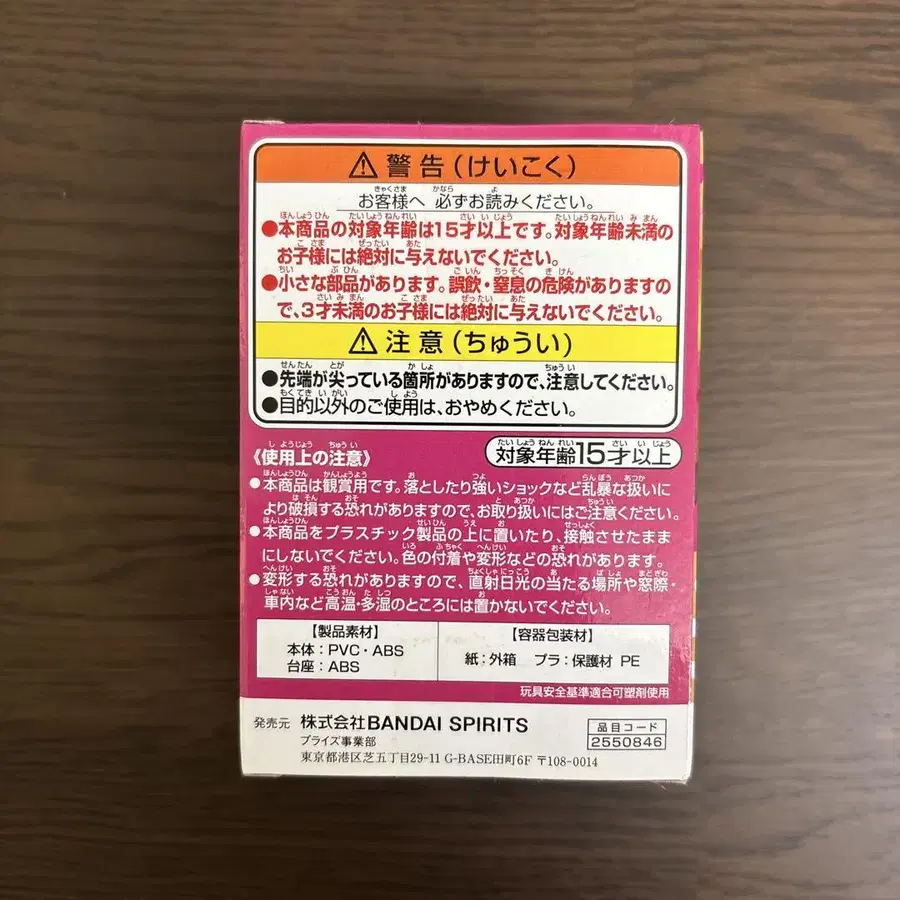 ⚠ 警告(けいこく)
お客様へ 必ずお読みください。
●本商品の対象年齢は15才以上です。対象年齢未満の
お子様には絶対に与えないでください。
●小さな部品があります。誤飲・窒息の危険がありますの
で、3才未満のお子様には絶対に与えないでください。
⚠ 注意(ちゅうい)
●先端が尖っている箇所がありますので、注意してください。
●目的以外のご使用は、おやめください。
《使用上の注意》 対象年齢15才以上
●本商品は観賞用です。落としたり強いショックなど乱暴な扱いに
より破損する恐れがありますので、お取り扱いにはご注意ください。
●本商品をプラスチック製品の上に置いたり、接触させたまま
にしないでください。色の付着や変形などの恐れがあります。
●変形する恐れがありますので、直射日光の当たる場所や窓際・
車内など高温・多湿のところには置かないでください。
【製品素材】
本体:PVC・ABS
台座:ABS
【容器包装材】
紙:外箱 プラ:保護材 PE
玩具安全基準適合可塑剤使用
発売元 株式会社BANDAI SPIRITS
プライズ事業部
東京都港区芝五丁目29-11 G-BASE田町6F 〒108-0014
品目コード
2550846